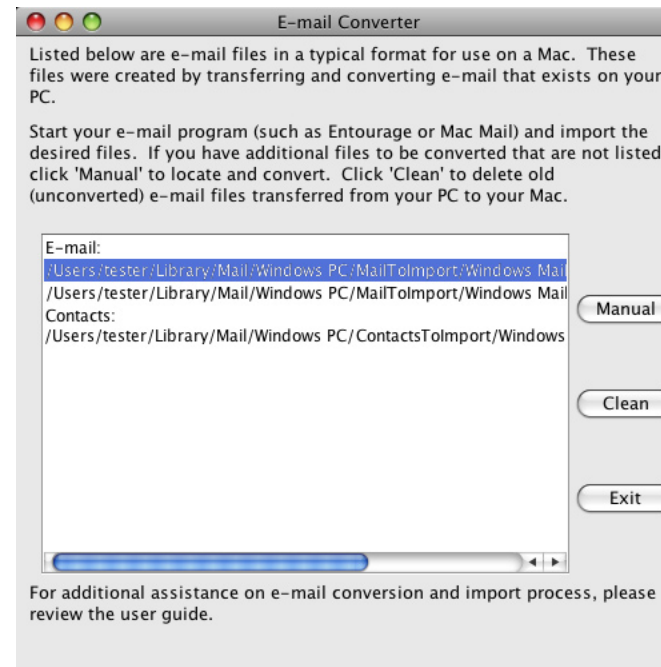 E-mail Converter
Listed below are e-mail files in a typical format for use on a Mac. These
files were created by transferring and converting e-mail that exists on your
PC.
Start your e-mail program (such as Entourage or Mac Mail) and import the
desired files. If you have additional files to be converted that are not listed
click 'Manual' to locate and convert. Click 'Clean' to delete old
(unconverted) e-mail files transferred from your PC to your Mac.
E-mail:
/Users/tester/Library/Mail/Windows PC/MailToImport/Windows Mail
/Users/tester/Library/Mail/Windows PC/MailToImport/Windows Mail
Contacts:
/Users/tester/Library/Mail/Windows PC/ContactsToImport/Windows
Manual
Clean
Exit
For additional assistance on e-mail conversion and import process, please
review the user guide.